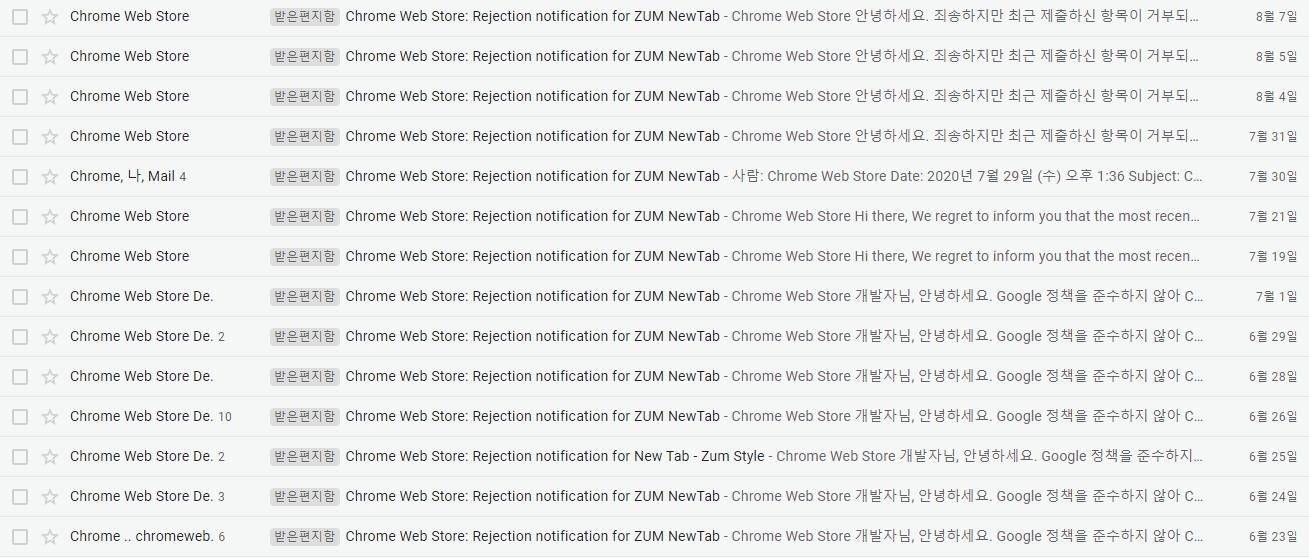 Chrome Web Store 받은편지함 Chrome Web Store: Rejection notification for ZUM NewTab - Chrome Web Store 안녕하세요. 죄송하지만 최근 제출하신 항목이 거부되… 8월 7일
Chrome Web Store 받은편지함 Chrome Web Store: Rejection notification for ZUM NewTab - Chrome Web Store 안녕하세요. 죄송하지만 최근 제출하신 항목이 거부되… 8월 5일
Chrome Web Store 받은편지함 Chrome Web Store: Rejection notification for ZUM NewTab - Chrome Web Store 안녕하세요. 죄송하지만 최근 제출하신 항목이 거부되… 8월 4일
Chrome Web Store 받은편지함 Chrome Web Store: Rejection notification for ZUM NewTab - Chrome Web Store 안녕하세요. 죄송하지만 최근 제출하신 항목이 거부되… 7월 31일
Chrome, 나, Mail 4 받은편지함 Chrome Web Store: Rejection notification for ZUM NewTab - 사람: Chrome Web Store Date: 2020년 7월 29일 (수) 오후 1:36 Subject: C… 7월 30일
Chrome Web Store 받은편지함 Chrome Web Store: Rejection notification for ZUM NewTab - Chrome Web Store Hi there, We regret to inform you that the most recen… 7월 21일
Chrome Web Store 받은편지함 Chrome Web Store: Rejection notification for ZUM NewTab - Chrome Web Store Hi there, We regret to inform you that the most recen… 7월 19일
Chrome Web Store De. 받은편지함 Chrome Web Store: Rejection notification for ZUM NewTab - Chrome Web Store 개발자님, 안녕하세요. Google 정책을 준수하지 않아 C… 7월 1일
Chrome Web Store De. 2 받은편지함 Chrome Web Store: Rejection notification for ZUM NewTab - Chrome Web Store 개발자님, 안녕하세요. Google 정책을 준수하지 않아 C… 6월 29일
Chrome Web Store De. 받은편지함 Chrome Web Store: Rejection notification for ZUM NewTab - Chrome Web Store 개발자님, 안녕하세요. Google 정책을 준수하지 않아 C… 6월 28일
Chrome Web Store De. 10 받은편지함 Chrome Web Store: Rejection notification for ZUM NewTab - Chrome Web Store 개발자님, 안녕하세요. Google 정책을 준수하지 않아 C… 6월 26일
Chrome Web Store De. 2 받은편지함 Chrome Web Store: Rejection notification for New Tab - Zum Style - Chrome Web Store 개발자님, 안녕하세요. Google 정책을 준수하지… 6월 25일
Chrome Web Store De. 3 받은편지함 Chrome Web Store: Rejection notification for ZUM NewTab - Chrome Web Store 개발자님, 안녕하세요. Google 정책을 준수하지 않아 C… 6월 24일
Chrome .. chromeweb. 6 받은편지함 Chrome Web Store: Rejection notification for ZUM NewTab - Chrome Web Store 개발자님, 안녕하세요. Google 정책을 준수하지 않아 C… 6월 23일